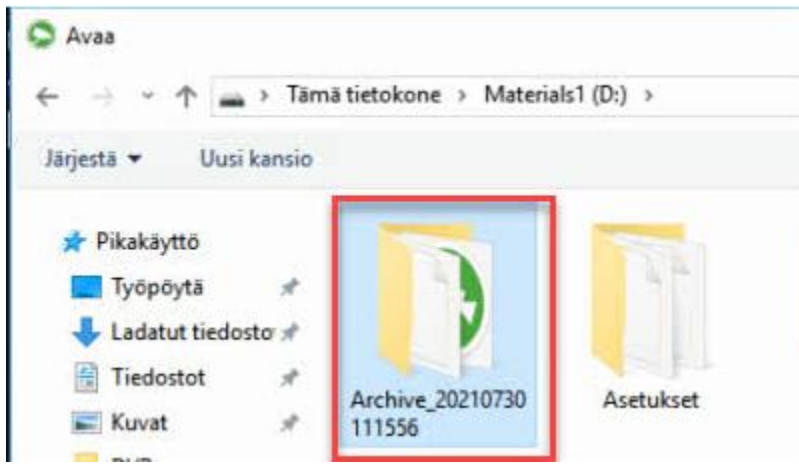 Avaa
Tämä tietokone > Materials1 (D:) >
Järjestä Uusi kansio
Pikakäyttö
Työpöytä
Ladatut tiedosto
Tiedostot
Kuvat
Archive_20210730
111556
Asetukset